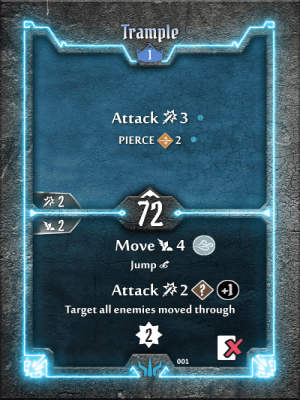 Trample
1
Attack 3
PIERCE 2
2
72
2
Move 4
Jump
Attack 2 ? +1
Target all enemies moved through
2
001